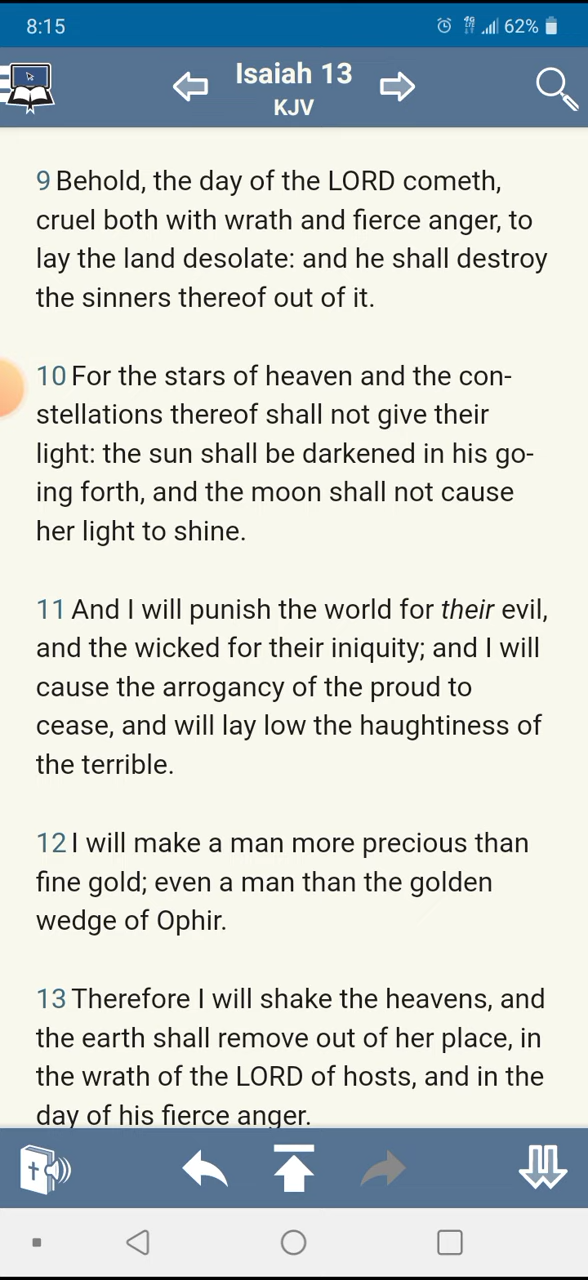 8:15
4G
62%
Isaiah 13
KJV
9 Behold, the day of the LORD cometh,
cruel both with wrath and fierce anger, to
lay the land desolate: and he shall destroy
the sinners thereof out of it.
10 For the stars of heaven and the con-
stellations thereof shall not give their
light: the sun shall be darkened in his go-
ing forth, and the moon shall not cause
her light to shine.
11 And I will punish the world for their evil,
and the wicked for their iniquity; and I will
cause the arrogancy of the proud to
cease, and will lay low the haughtiness of
the terrible.
12 I will make a man more precious than
fine gold; even a man than the golden
wedge of Ophir.
13 Therefore I will shake the heavens, and
the earth shall remove out of her place, in
the wrath of the LORD of hosts, and in the
day of his fierce anger.